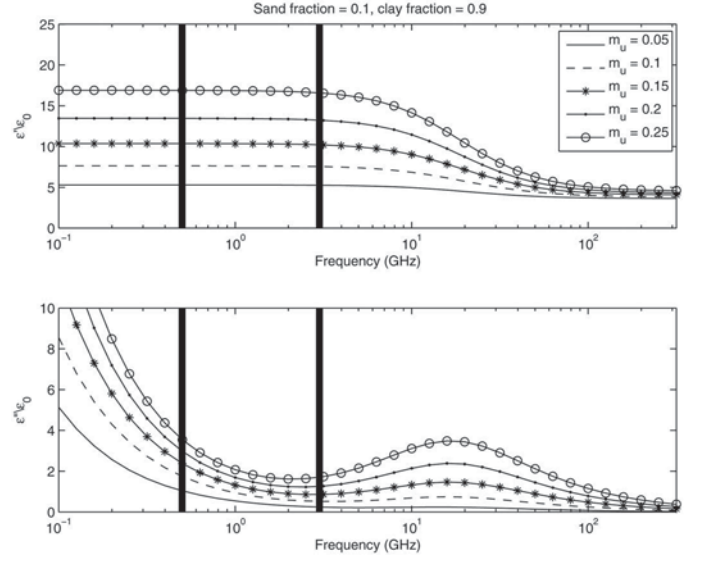 Sand fraction = 0.1, clay fraction = 0.9
25
20
15
10
5
0
ε'\ε0
m_u = 0.05
m_u = 0.1
m_u = 0.15
m_u = 0.2
m_u = 0.25
10^-1
10^0
10^1
10^2
Frequency (GHz)
10
8
6
4
2
0
ε"\ε0
10^-1
10^0
10^1
10^2
Frequency (GHz)